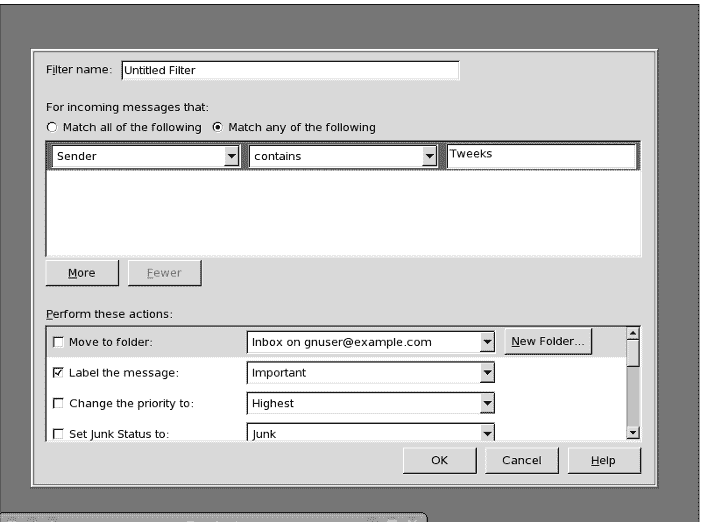 Filter name: Untitled Filter
For incoming messages that:
Match all of the following Match any of the following
Sender contains Tweeks
More Fewer
Perform these actions:
Move to folder: Inbox on gnuser@example.com New Folder...
Label the message: Important
Change the priority to: Highest
Set Junk Status to: Junk
OK Cancel Help